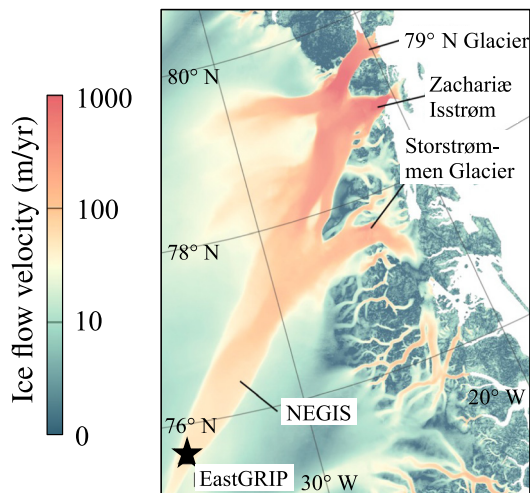 79° N Glacier
80° N
Zachariæ
Isstrøm
1000
Storstrøm-
men Glacier
Ice flow velocity (m/yr)
100
78° N
10
20° W
NEGIS
76° N
0
EastGRIP
30° W